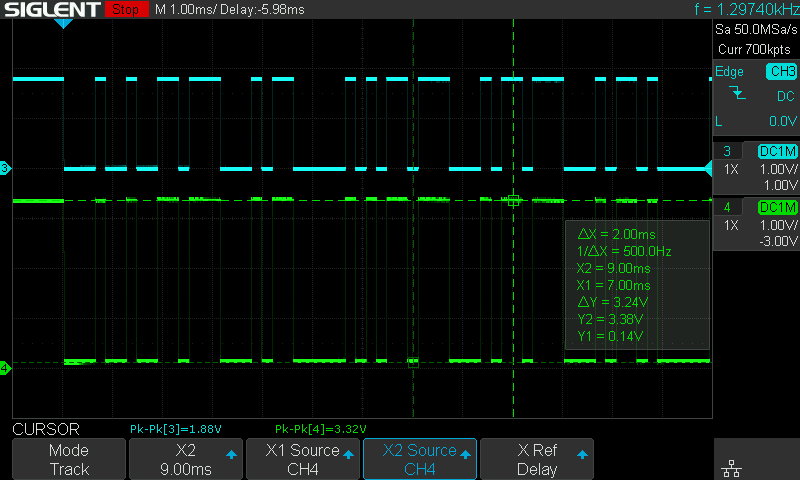 SIGLENT Stop M 1.00ms/ Delay:-5.98ms f = 1.29740kHz
Sa 50.0MSa/s
Curr 700kpts
Edge CH3
DC
L 0.0V
3 DC1M
1X 1.00V/
1.00V
4 DC1M
1X 1.00V/
-3.00V
3
4
ΔX = 2.00ms
1/ΔX = 500.0Hz
X2 = 9.00ms
X1 = 7.00ms
ΔY = 3.24V
Y2 = 3.38V
Y1 = 0.14V
CURSOR Pk-Pk[3]=1.88V Pk-Pk[4]=3.32V
Mode
Track
X2
9.00ms
X1 Source
CH4
X2 Source
CH4
X Ref
Delay